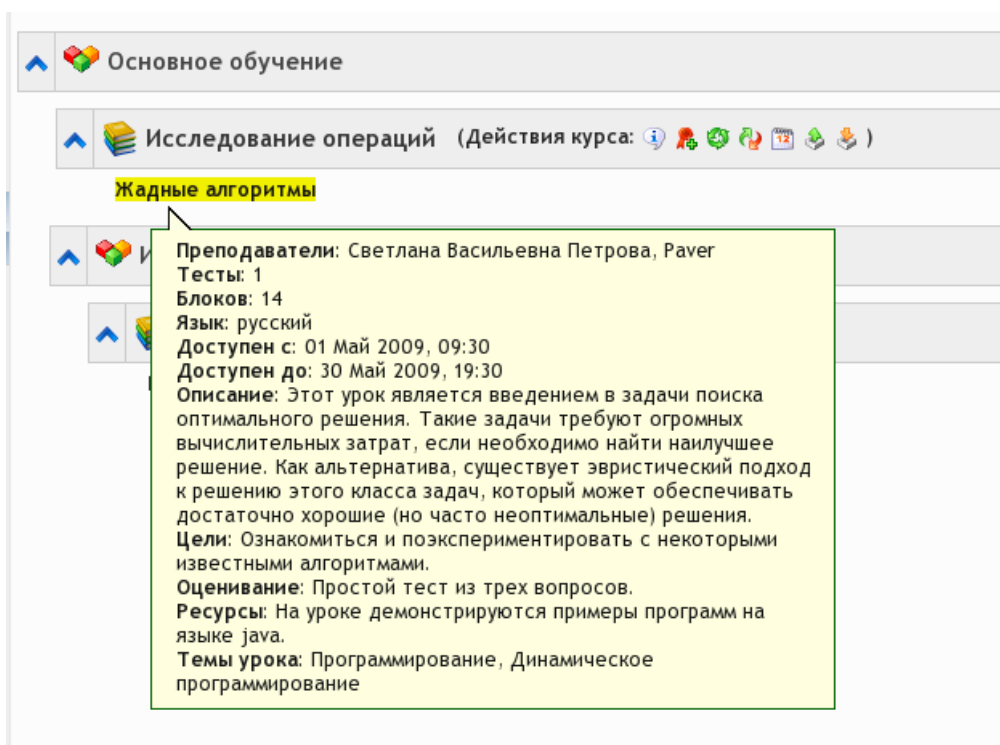 Основное обучение
Исследование операций (Действия курса: 12 )
Жадные алгоритмы
Преподаватели: Светлана Васильевна Петрова, Paver
Тесты: 1
Блоков: 14
Язык: русский
Доступен с: 01 Май 2009, 09:30
Доступен до: 30 Май 2009, 19:30
Описание: Этот урок является введением в задачи поиска
оптимального решения. Такие задачи требуют огромных
вычислительных затрат, если необходимо найти наилучшее
решение. Как альтернатива, существует эвристический подход
к решению этого класса задач, который может обеспечивать
достаточно хорошие (но часто неоптимальные) решения.
Цели: Ознакомиться и поэкспериментировать с некоторыми
известными алгоритмами.
Оценивание: Простой тест из трех вопросов.
Ресурсы: На уроке демонстрируются примеры программ на
языке java.
Темы урока: Программирование, Динамическое
программирование